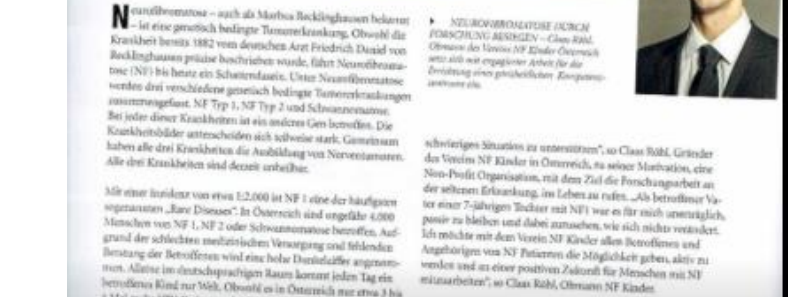 Neurofibromatose – auch als Morbus Recklinghausen bekannt
– ist eine genetisch bedingte Tumorerkrankung. Obwohl die
Krankheit bereits 1882 vom deutschen Arzt Friedrich Daniel von
Recklinghausen präzise beschrieben wurde, führt Neurofibroma-
tose (NF) bis heute ein Schattendasein. Unter Neurofibromatose
werden drei verschiedene genetisch bedingte Tumorerkrankungen
zusammengefasst. NF Typ 1, NF Typ 2 und Schwannomatose.
Bei jeder dieser Krankheiten ist ein anderes Gen betroffen. Die
Krankheitsbilder unterscheiden sich teilweise stark. Gemeinsam
haben alle drei Krankheiten die Ausbildung von Nerventumoren.
Alle drei Krankheiten sind derzeit unheilbar.
Mit einer Inzidenz von etwa 1:2.000 ist NF 1 eine der häufigsten
sogenannten „Rare Diseases“. In Österreich sind ungefähr 4.000
Menschen von NF 1, NF 2 oder Schwannomatose betroffen. Auf-
grund der schlechten medizinischen Versorgung und fehlenden
Beratung der Betroffenen wird eine hohe Dunkelziffer angenom-
men. Alleine im deutschsprachigen Raum kommt jeden Tag ein
betroffenes Kind zur Welt. Obwohl es in Österreich nur etwa 3 bis
NEUROFIBROMATOSE DURCH
FORSCHUNG BESIEGEN – Claas Röhl,
Obmann des Vereins NF Kinder Österreich
setzt sich mit engagierter Arbeit für die
Errichtung eines ganzheitlichen Kompetenz-
zentrums ein.
schwierigen Situation zu unterstützen“, so Claas Röhl, Gründer
des Vereins NF Kinder in Österreich, zu seiner Motivation, eine
Non-Profit Organisation, mit dem Ziel die Forschungsarbeit an
der seltenen Erkrankung, ins Leben zu rufen. „Als betroffener Va-
ter einer 7-jährigen Tochter mit NF1 war es für mich unerträglich,
passiv zu bleiben und dabei zuzusehen, wie sich nichts verändert.
Ich möchte mit dem Verein NF Kinder allen Betroffenen und
Angehörigen von NF Patienten die Möglichkeit geben, aktiv zu
werden und an einer positiven Zukunft für Menschen mit NF
mitzuarbeiten“, so Claas Röhl, Obmann NF Kinder.